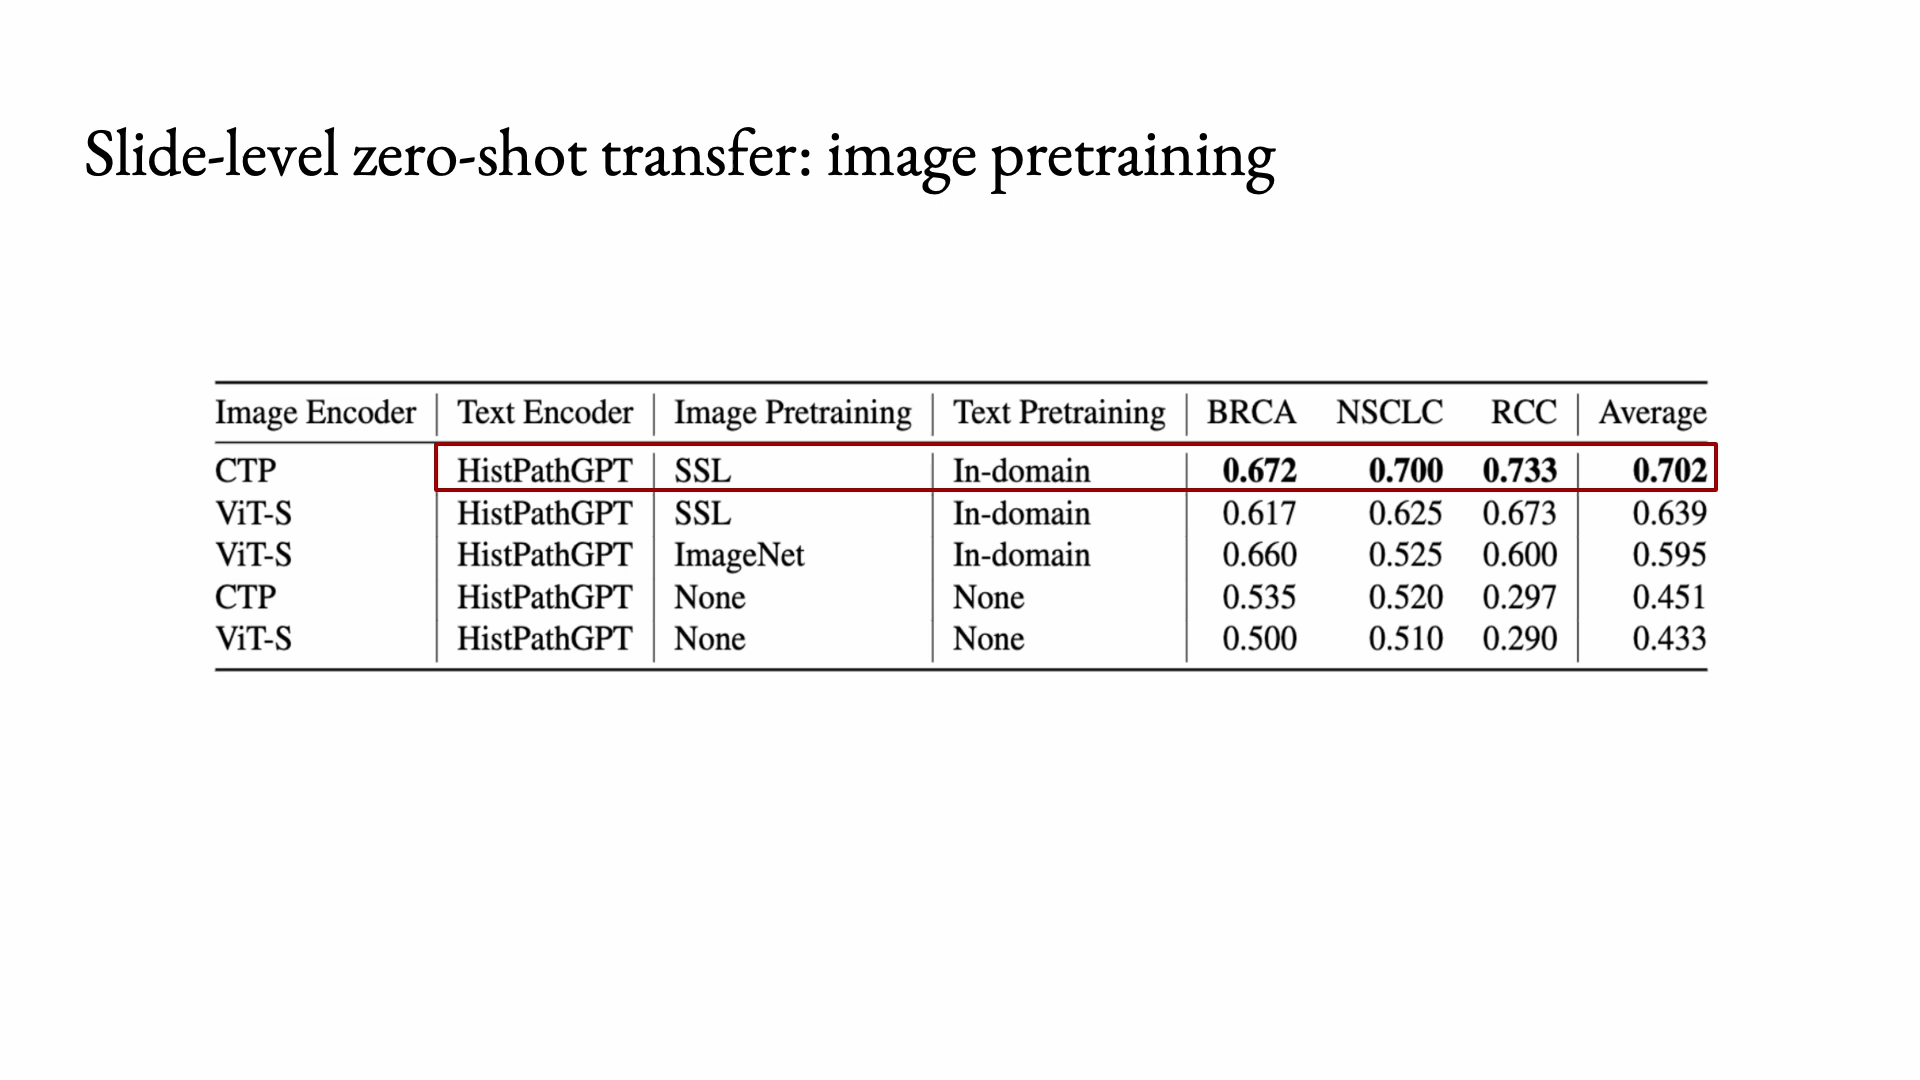 Slide-level zero-shot transfer: image pretraining
Image Encoder Text Encoder Image Pretraining Text Pretraining BRCA NSCLC RCC Average
CTP HistPathGPT SSL In-domain 0.672 0.700 0.733 0.702
ViT-S HistPathGPT SSL In-domain 0.617 0.625 0.673 0.639
ViT-S HistPathGPT ImageNet In-domain 0.660 0.525 0.600 0.595
CTP HistPathGPT None None 0.535 0.520 0.297 0.451
ViT-S HistPathGPT None None 0.500 0.510 0.290 0.433